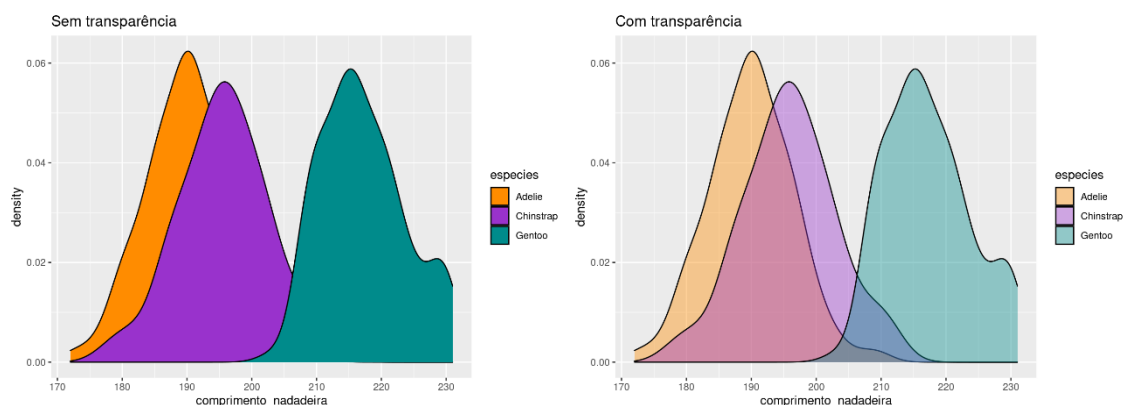 Sem transparência
0.06
0.04
0.02
0.00
density
170 180 190 200 210 220 230
comprimento_nadadeira
especies
Adelie
Chinstrap
Gentoo
Com transparência
0.06
0.04
0.02
0.00
density
170 180 190 200 210 220 230
comprimento_nadadeira
especies
Adelie
Chinstrap
Gentoo